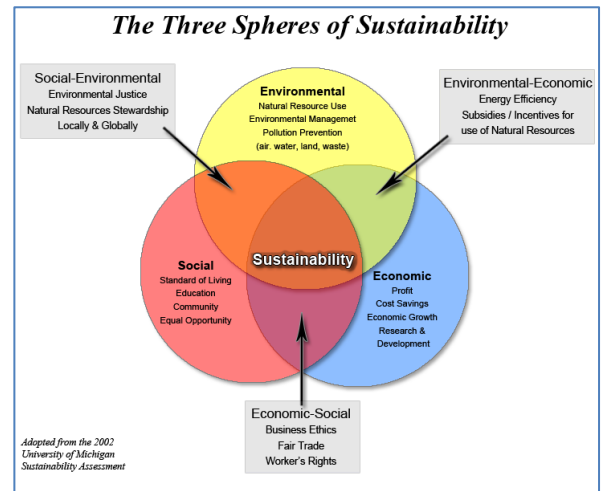 The Three Spheres of Sustainability
Social-Environmental
Environmental Justice
Natural Resources Stewardship
Locally & Globally
Environmental
Natural Resource Use
Environmental Managemet
Pollution Prevention
(air. water, land, waste)
Environmental-Economic
Energy Efficiency
Subsidies / Incentives for
use of Natural Resources
Sustainability
Social
Standard of Living
Education
Community
Equal Opportunity
Economic
Profit
Cost Savings
Economic Growth
Research &
Development
Economic-Social
Business Ethics
Fair Trade
Worker's Rights
Adopted from the 2002
University of Michigan
Sustainability Assessment